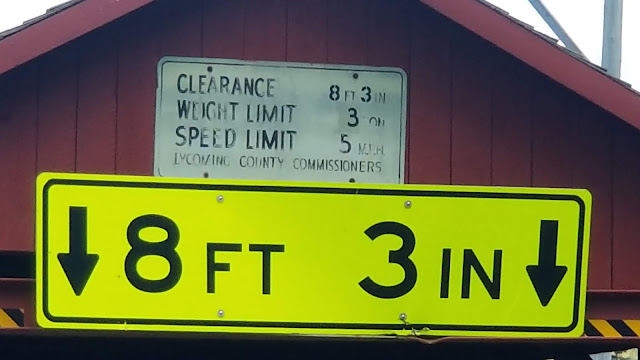 CLEARANCE 8 FT 3 IN
WEIGHT LIMIT 3 ON
SPEED LIMIT 5 M.P.H.
LYCOMING COUNTY COMMISSIONERS
8 FT 3 IN